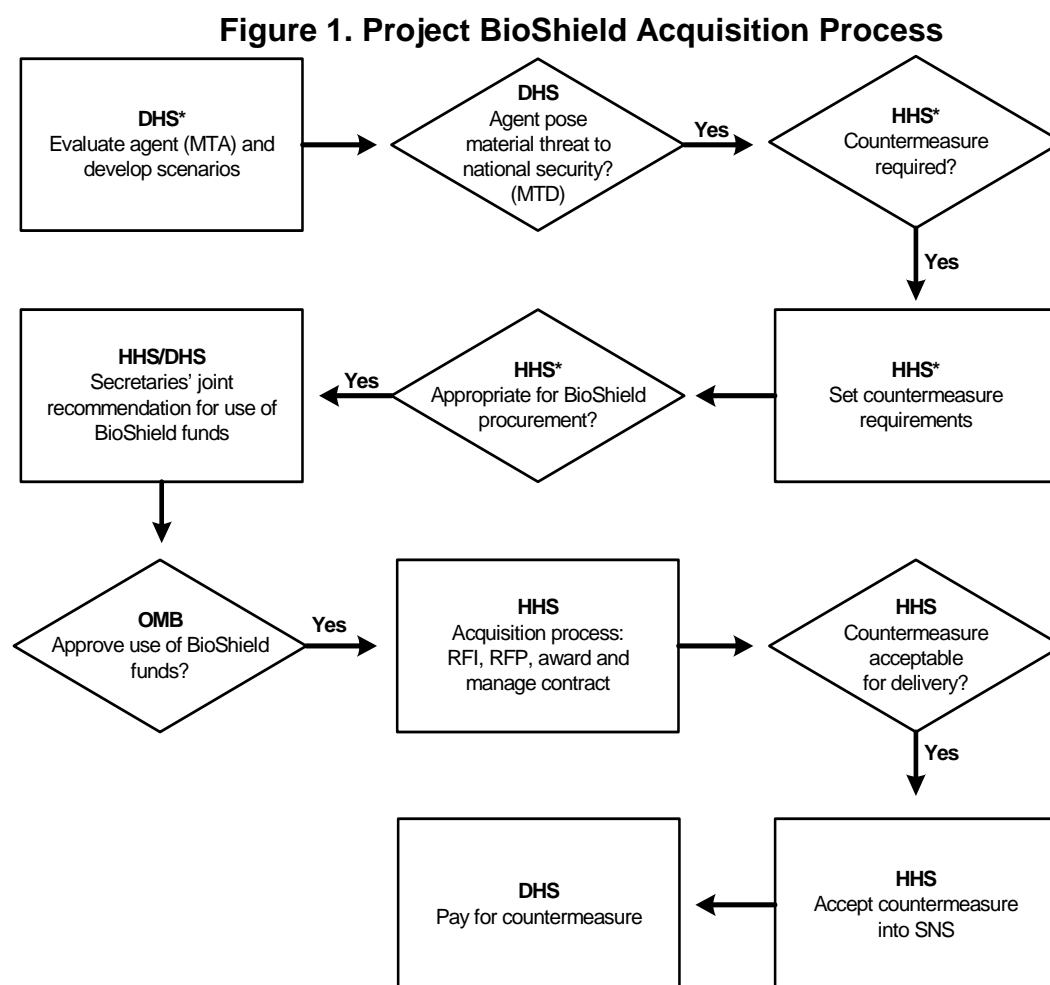 Figure 1. Project BioShield Acquisition Process
DHS*
Evaluate agent (MTA) and
develop scenarios
DHS
Agent pose
material threat to
national security?
(MTD)
Yes
HHS*
Countermeasure
required?
Yes
HHS*
Set countermeasure
requirements
HHS*
Appropriate for BioShield
procurement?
Yes
HHS/DHS
Secretaries' joint
recommendation for use of
BioShield funds
OMB
Approve use of BioShield
funds?
Yes
HHS
Acquisition process:
RFI, RFP, award and
manage contract
HHS
Countermeasure
acceptable
for delivery?
Yes
HHS
Accept countermeasure
into SNS
DHS
Pay for countermeasure